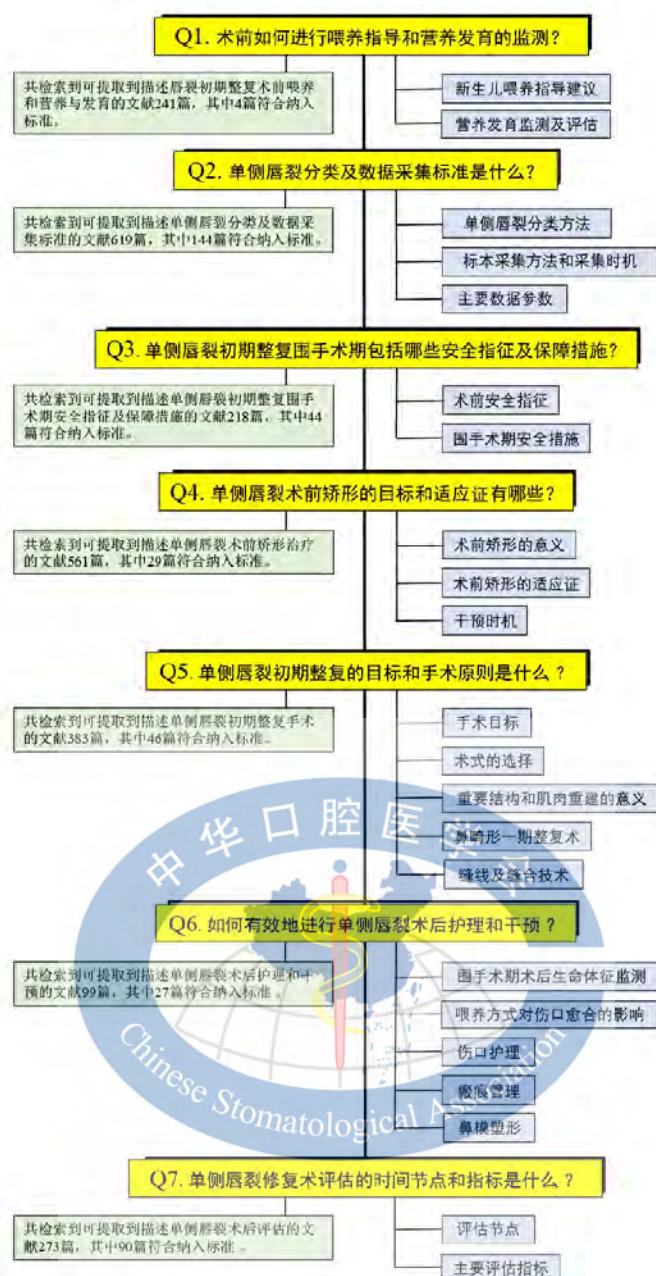 Q1. 术前如何进行喂养指导和营养发育的监测？
共检索到可提取到描述唇裂初期整复术前喂养
和营养与发育的文献241篇，其中4篇符合纳入
标准。
新生儿喂养指导建议
营养发育监测及评估
Q2. 单侧唇裂分类及数据采集标准是什么？
共检索到可提取到描述单侧唇裂分类及数据采
集标准的文献619篇，其中144篇符合纳入标准。
单侧唇裂分类方法
标本采集方法和采集时机
主要数据参数
Q3. 单侧唇裂初期整复围手术期包括哪些安全指征及保障措施？
共检索到可提取到描述单侧唇裂初期整复围手
术期安全指征及保障措施的文献218篇，其中44
篇符合纳入标准。
术前安全指征
围手术期安全措施
Q4. 单侧唇裂术前矫形的目标和适应证有哪些？
共检索到可提取到描述单侧唇裂术前矫形治疗
的文献561篇，其中29篇符合纳入标准。
术前矫形的意义
术前矫形的适应证
干预时机
Q5. 单侧唇裂初期整复的目标和手术原则是什么 ？
共检索到可提取到描述单侧唇裂初期整复手术
的文献383篇，其中46篇符合纳入标准。
手术目标
术式的选择
重要结构和肌肉重建的意义
鼻畸形一期整复术
缝线及缝合技术
中华口腔医学会
Q6. 如何有效地进行单侧唇裂术后护理和干预 ？
共检索到可提取到描述单侧唇裂术后护理和干
预的文献99篇，其中27篇符合纳入标准 。
围手术期术后生命体征监测
喂养方式对伤口愈合的影响
伤口护理
瘢痕管理
鼻模塑形
Chinese Stomatological Association
Q7. 单侧唇裂修复术评估的时间节点和指标是什么 ？
共检索到可提取到描述单侧唇裂术后评估的文
献273篇，其中90篇符合纳入标准 。
评估节点
主要评估指标